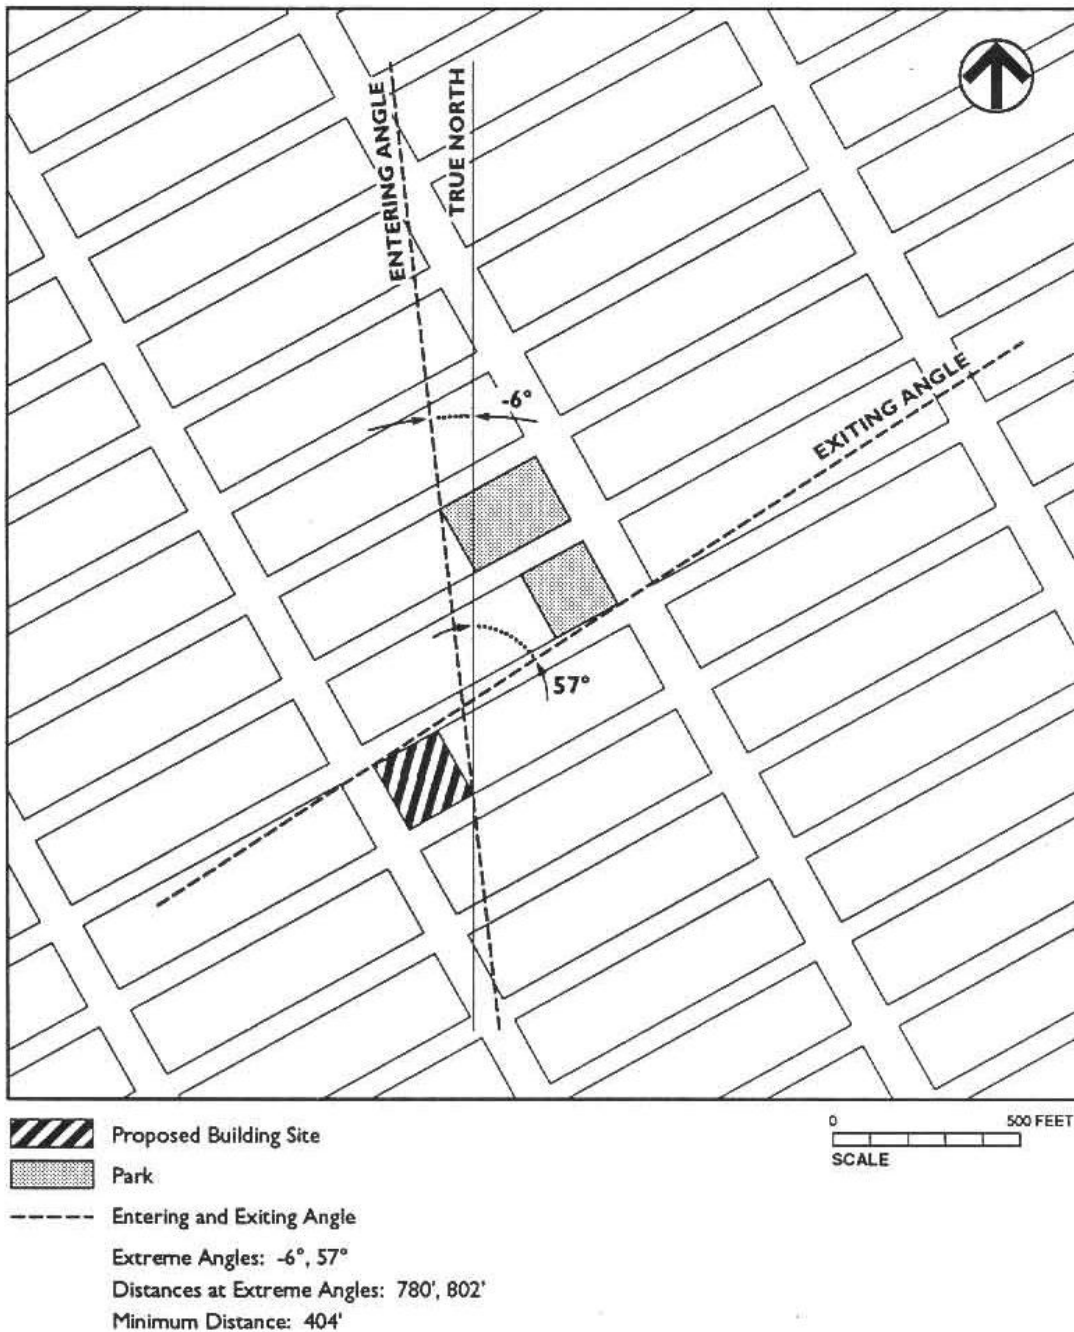 ENTERING ANGLE
TRUE NORTH
-6°
EXITING ANGLE
57°
Proposed Building Site
Park
Entering and Exiting Angle
Extreme Angles: -6°, 57°
Distances at Extreme Angles: 780', 802'
Minimum Distance: 404'
0 500 FEET
SCALE